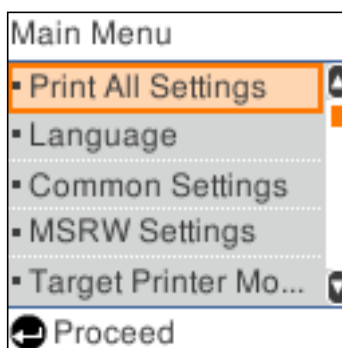 Main Menu
Print All Settings
Language
Common Settings
MSRW Settings
Target Printer Mo...
Proceed